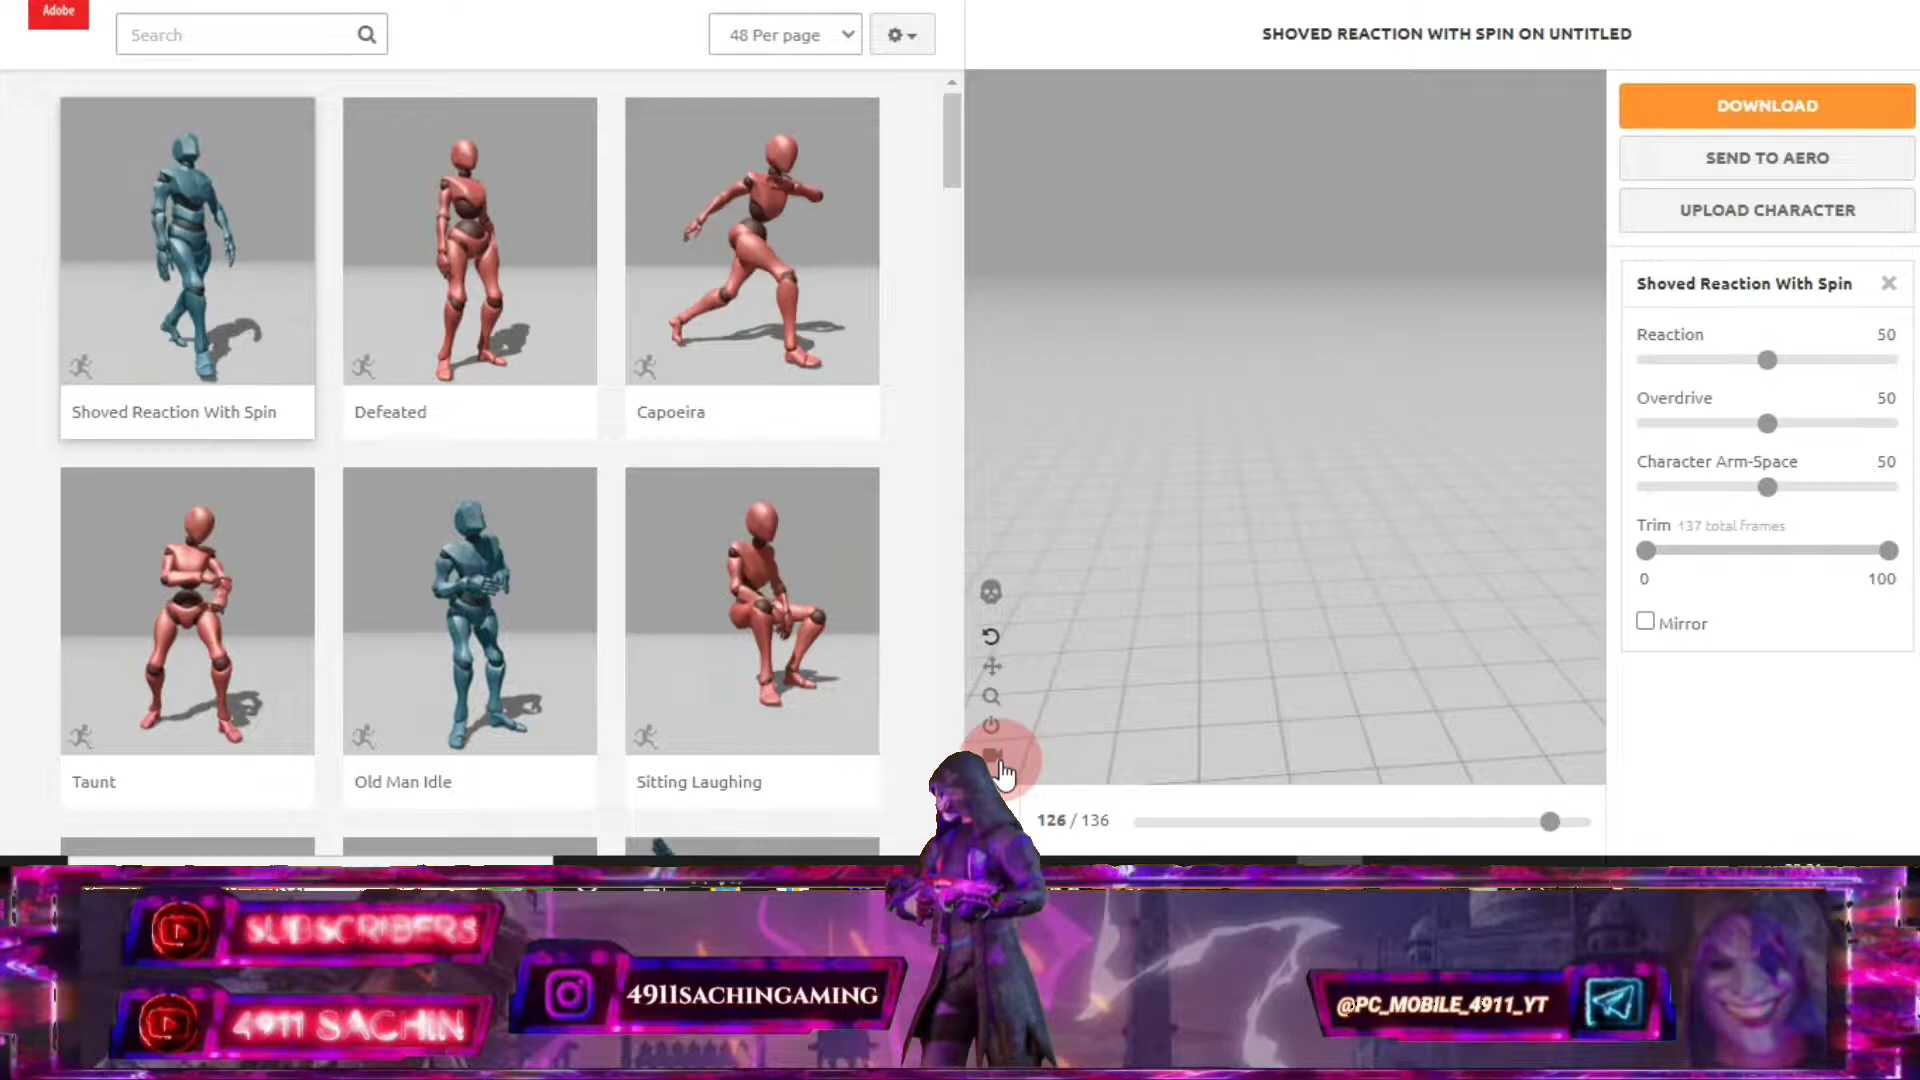 Adobe
Search
48 Per page
SHOVED REACTION WITH SPIN ON UNTITLED
DOWNLOAD
SEND TO AERO
UPLOAD CHARACTER
Shoved Reaction With Spin
Reaction 50
Overdrive 50
Character Arm-Space 50
Trim 137 total frames
0 100
Mirror
Shoved Reaction With Spin
Defeated
Capoeira
Taunt
Old Man Idle
Sitting Laughing
126 / 136
SUBSCRIBERS
4911 SACHIN
4911SACHINGAMING
@PC_MOBILE_4911_YT